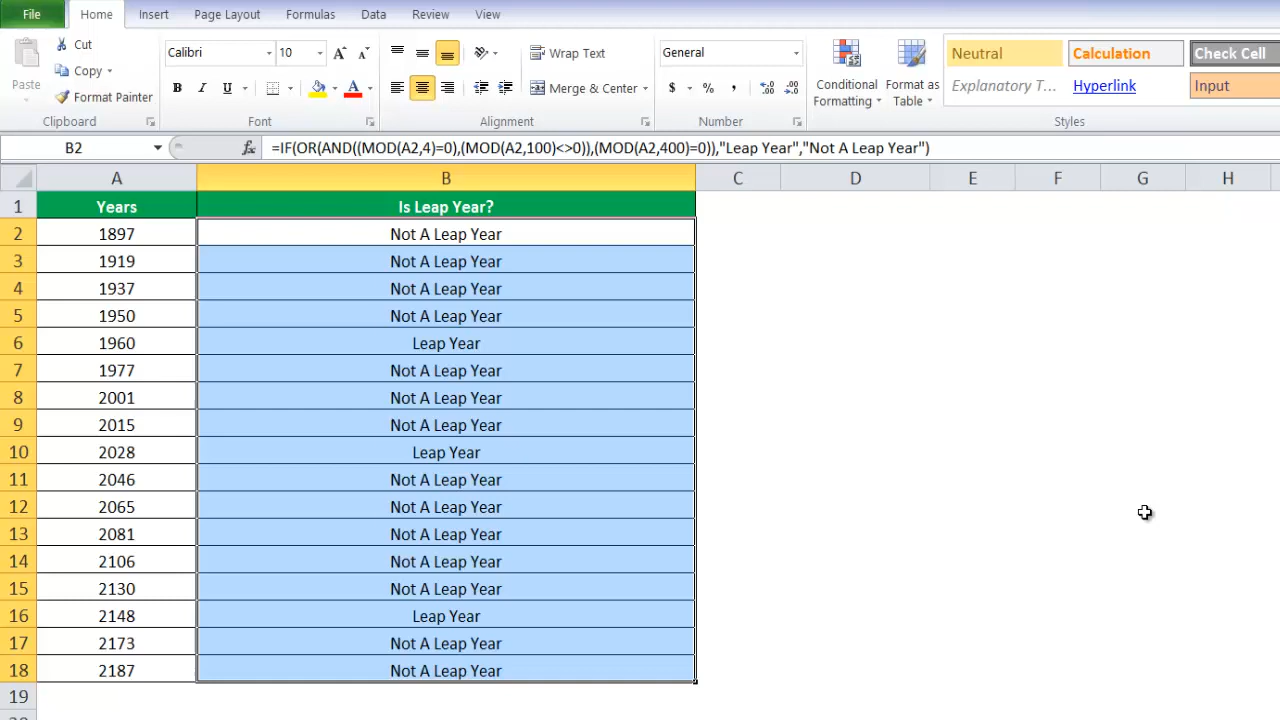 File Home Insert Page Layout Formulas Data Review View
Paste Cut Copy Format Painter
Calibri 10 A A
B I U A
Wrap Text Merge & Center
General
$ % ,
Conditional Formatting
Format as Table
Neutral Calculation Check Cell
Explanatory T... Hyperlink Input
Clipboard Font Alignment Number Styles
B2 fx =IF(OR(AND((MOD(A2,4)=0),(MOD(A2,100)<>0)),(MOD(A2,400)=0)),"Leap Year","Not A Leap Year")
A B C D E F G H
1 Years Is Leap Year?
2 1897 Not A Leap Year
3 1919 Not A Leap Year
4 1937 Not A Leap Year
5 1950 Not A Leap Year
6 1960 Leap Year
7 1977 Not A Leap Year
8 2001 Not A Leap Year
9 2015 Not A Leap Year
10 2028 Leap Year
11 2046 Not A Leap Year
12 2065 Not A Leap Year
13 2081 Not A Leap Year
14 2106 Not A Leap Year
15 2130 Not A Leap Year
16 2148 Leap Year
17 2173 Not A Leap Year
18 2187 Not A Leap Year
19